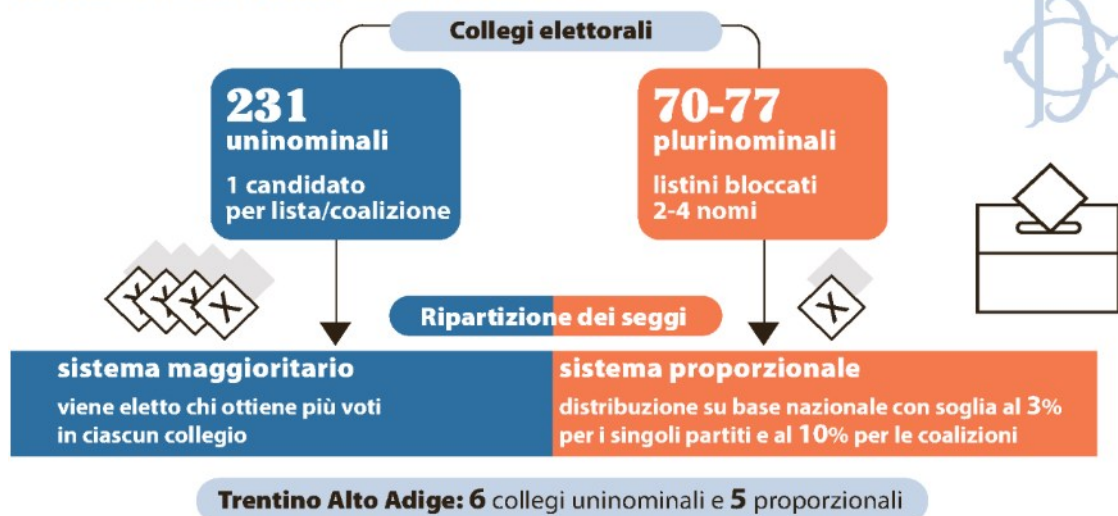 Collegi elettorali
231
uninominali
1 candidato
per lista/coalizione
70-77
plurinominali
listini bloccati
2-4 nomi
X X X X
X
Ripartizione dei seggi
sistema maggioritario
viene eletto chi ottiene più voti
in ciascun collegio
sistema proporzionale
distribuzione su base nazionale con soglia al 3%
per i singoli partiti e al 10% per le coalizioni
Trentino Alto Adige: 6 collegi uninominali e 5 proporzionali